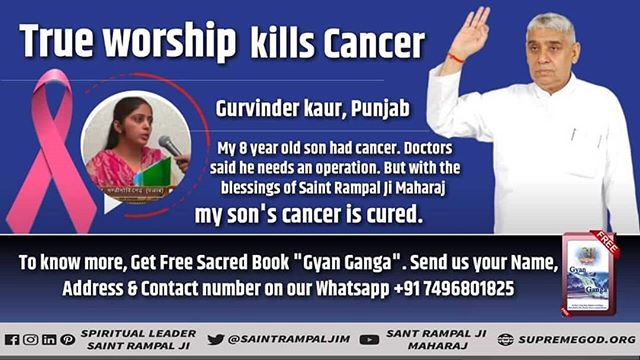 True worship kills Cancer
Gurvinder kaur, Punjab
My 8 year old son had cancer. Doctors
said he needs an operation. But with the
blessings of Saint Rampal Ji Maharaj
my son's cancer is cured.
FREE
Gyan
Ganga
To know more, Get Free Sacred Book "Gyan Ganga". Send us your Name,
Address & Contact number on our Whatsapp +91 7496801825
SPIRITUAL LEADER
SAINT RAMPAL JI
@SAINTRAMPALJIM
SANT RAMPAL JI
MAHARAJ
SUPREMEGOD.ORG